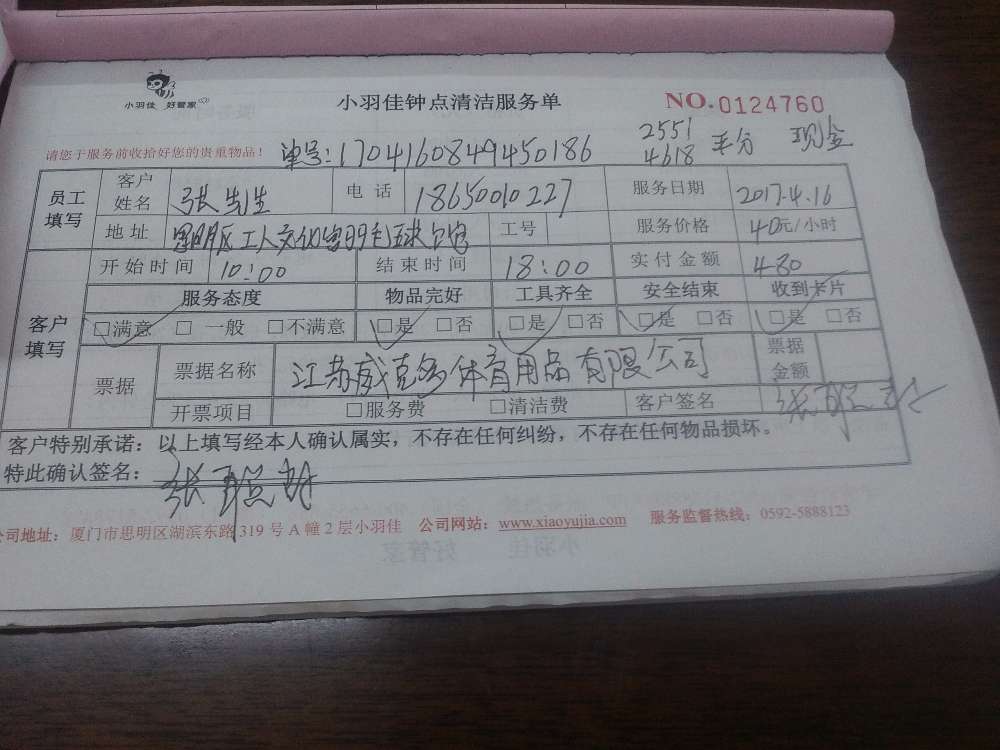 小羽佳 好管家
小羽佳钟点清洁服务单
NO.0124760
请您于服务前收拾好您的贵重物品！
单号:1704160849450186
2551
4618 平分 现金
员工填写 客户姓名 张先生 电话 18650010227 服务日期 2017.4.16
地址 思明区工人文化宫 羽毛球 工号 服务价格 40元/小时
客户填写 开始时间 10:00 结束时间 18:00 实付金额 480
服务态度 物品完好 工具齐全 安全结束 收到卡片
□满意 □一般 □不满意 □是 □否 □是 □否 □是 □否 □是 □否
票据 票据名称 江苏威克多体育用品有限公司 票据金额
开票项目 □服务费 □清洁费 客户签名
客户特别承诺：以上填写经本人确认属实，不存在任何纠纷，不存在任何物品损坏。
特此确认签名： 张
公司地址：厦门市思明区湖滨东路319号A幢2层小羽佳 公司网站：www.xiaoyujia.com 服务监督热线：0592-5888123